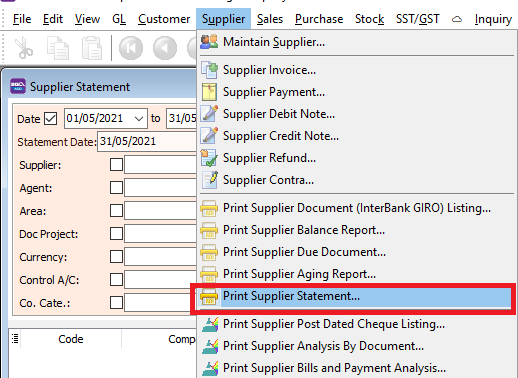 File Edit View GL Customer Supplier Sales Purchase Stock SST/GST Inquiry
Maintain Supplier...
Supplier Invoice...
Supplier Payment...
Supplier Debit Note...
Supplier Credit Note...
Supplier Refund...
Supplier Contra...
Print Supplier Document (InterBank GIRO) Listing...
Print Supplier Balance Report...
Print Supplier Due Document...
Print Supplier Aging Report...
Print Supplier Statement...
Print Supplier Post Dated Cheque Listing...
Print Supplier Analysis By Document...
Print Supplier Bills and Payment Analysis...
Supplier Statement
Date 01/05/2021 to 31/05
Statement Date: 31/05/2021
Supplier:
Agent:
Area:
Doc Project:
Currency:
Control A/C:
Co. Cate.:
Code Comp